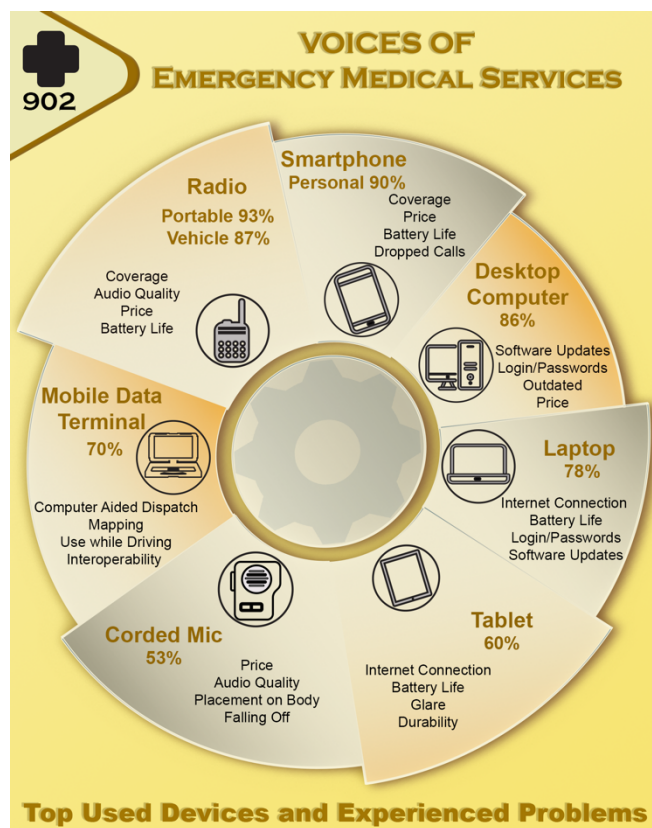 VOICES OF
EMERGENCY MEDICAL SERVICES
902
Smartphone
Personal 90%
Coverage
Price
Battery Life
Dropped Calls
Desktop
Computer
86%
Software Updates
Login/Passwords
Outdated
Price
Laptop
78%
Internet Connection
Battery Life
Login/Passwords
Software Updates
Tablet
60%
Internet Connection
Battery Life
Glare
Durability
Corded Mic
53%
Price
Audio Quality
Placement on Body
Falling Off
Mobile Data
Terminal
70%
Computer Aided Dispatch
Mapping
Use while Driving
Interoperability
Radio
Portable 93%
Vehicle 87%
Coverage
Audio Quality
Price
Battery Life
Top Used Devices and Experienced Problems